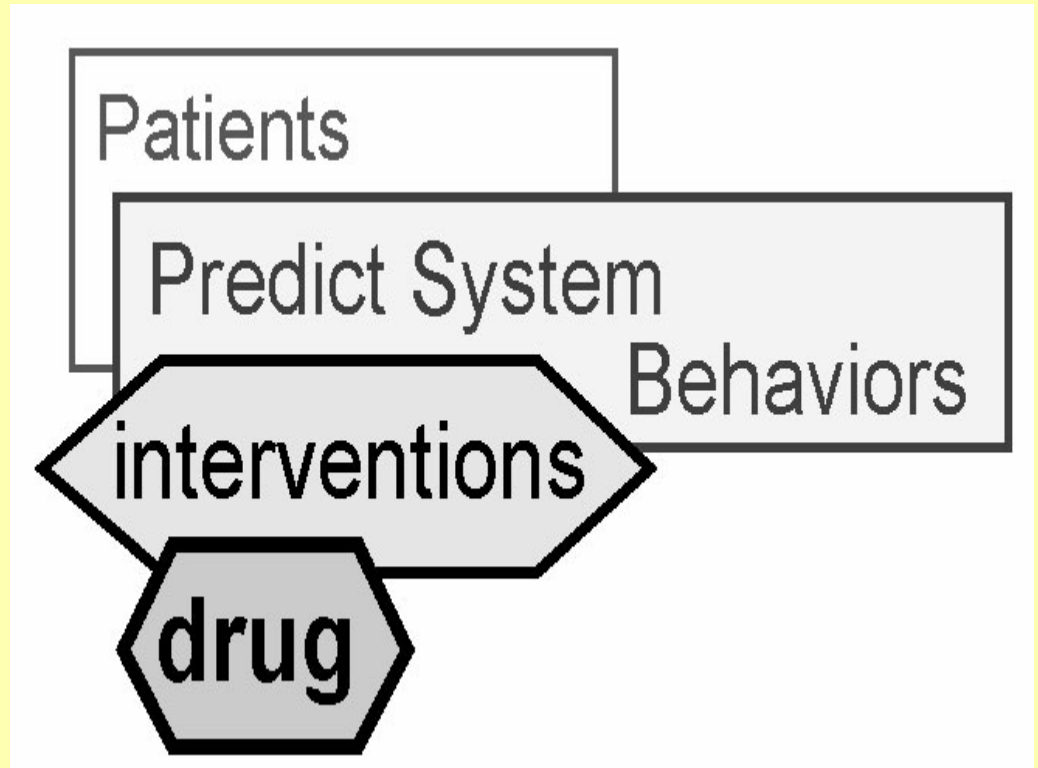 Patients
Predict System
Behaviors
interventions
drug